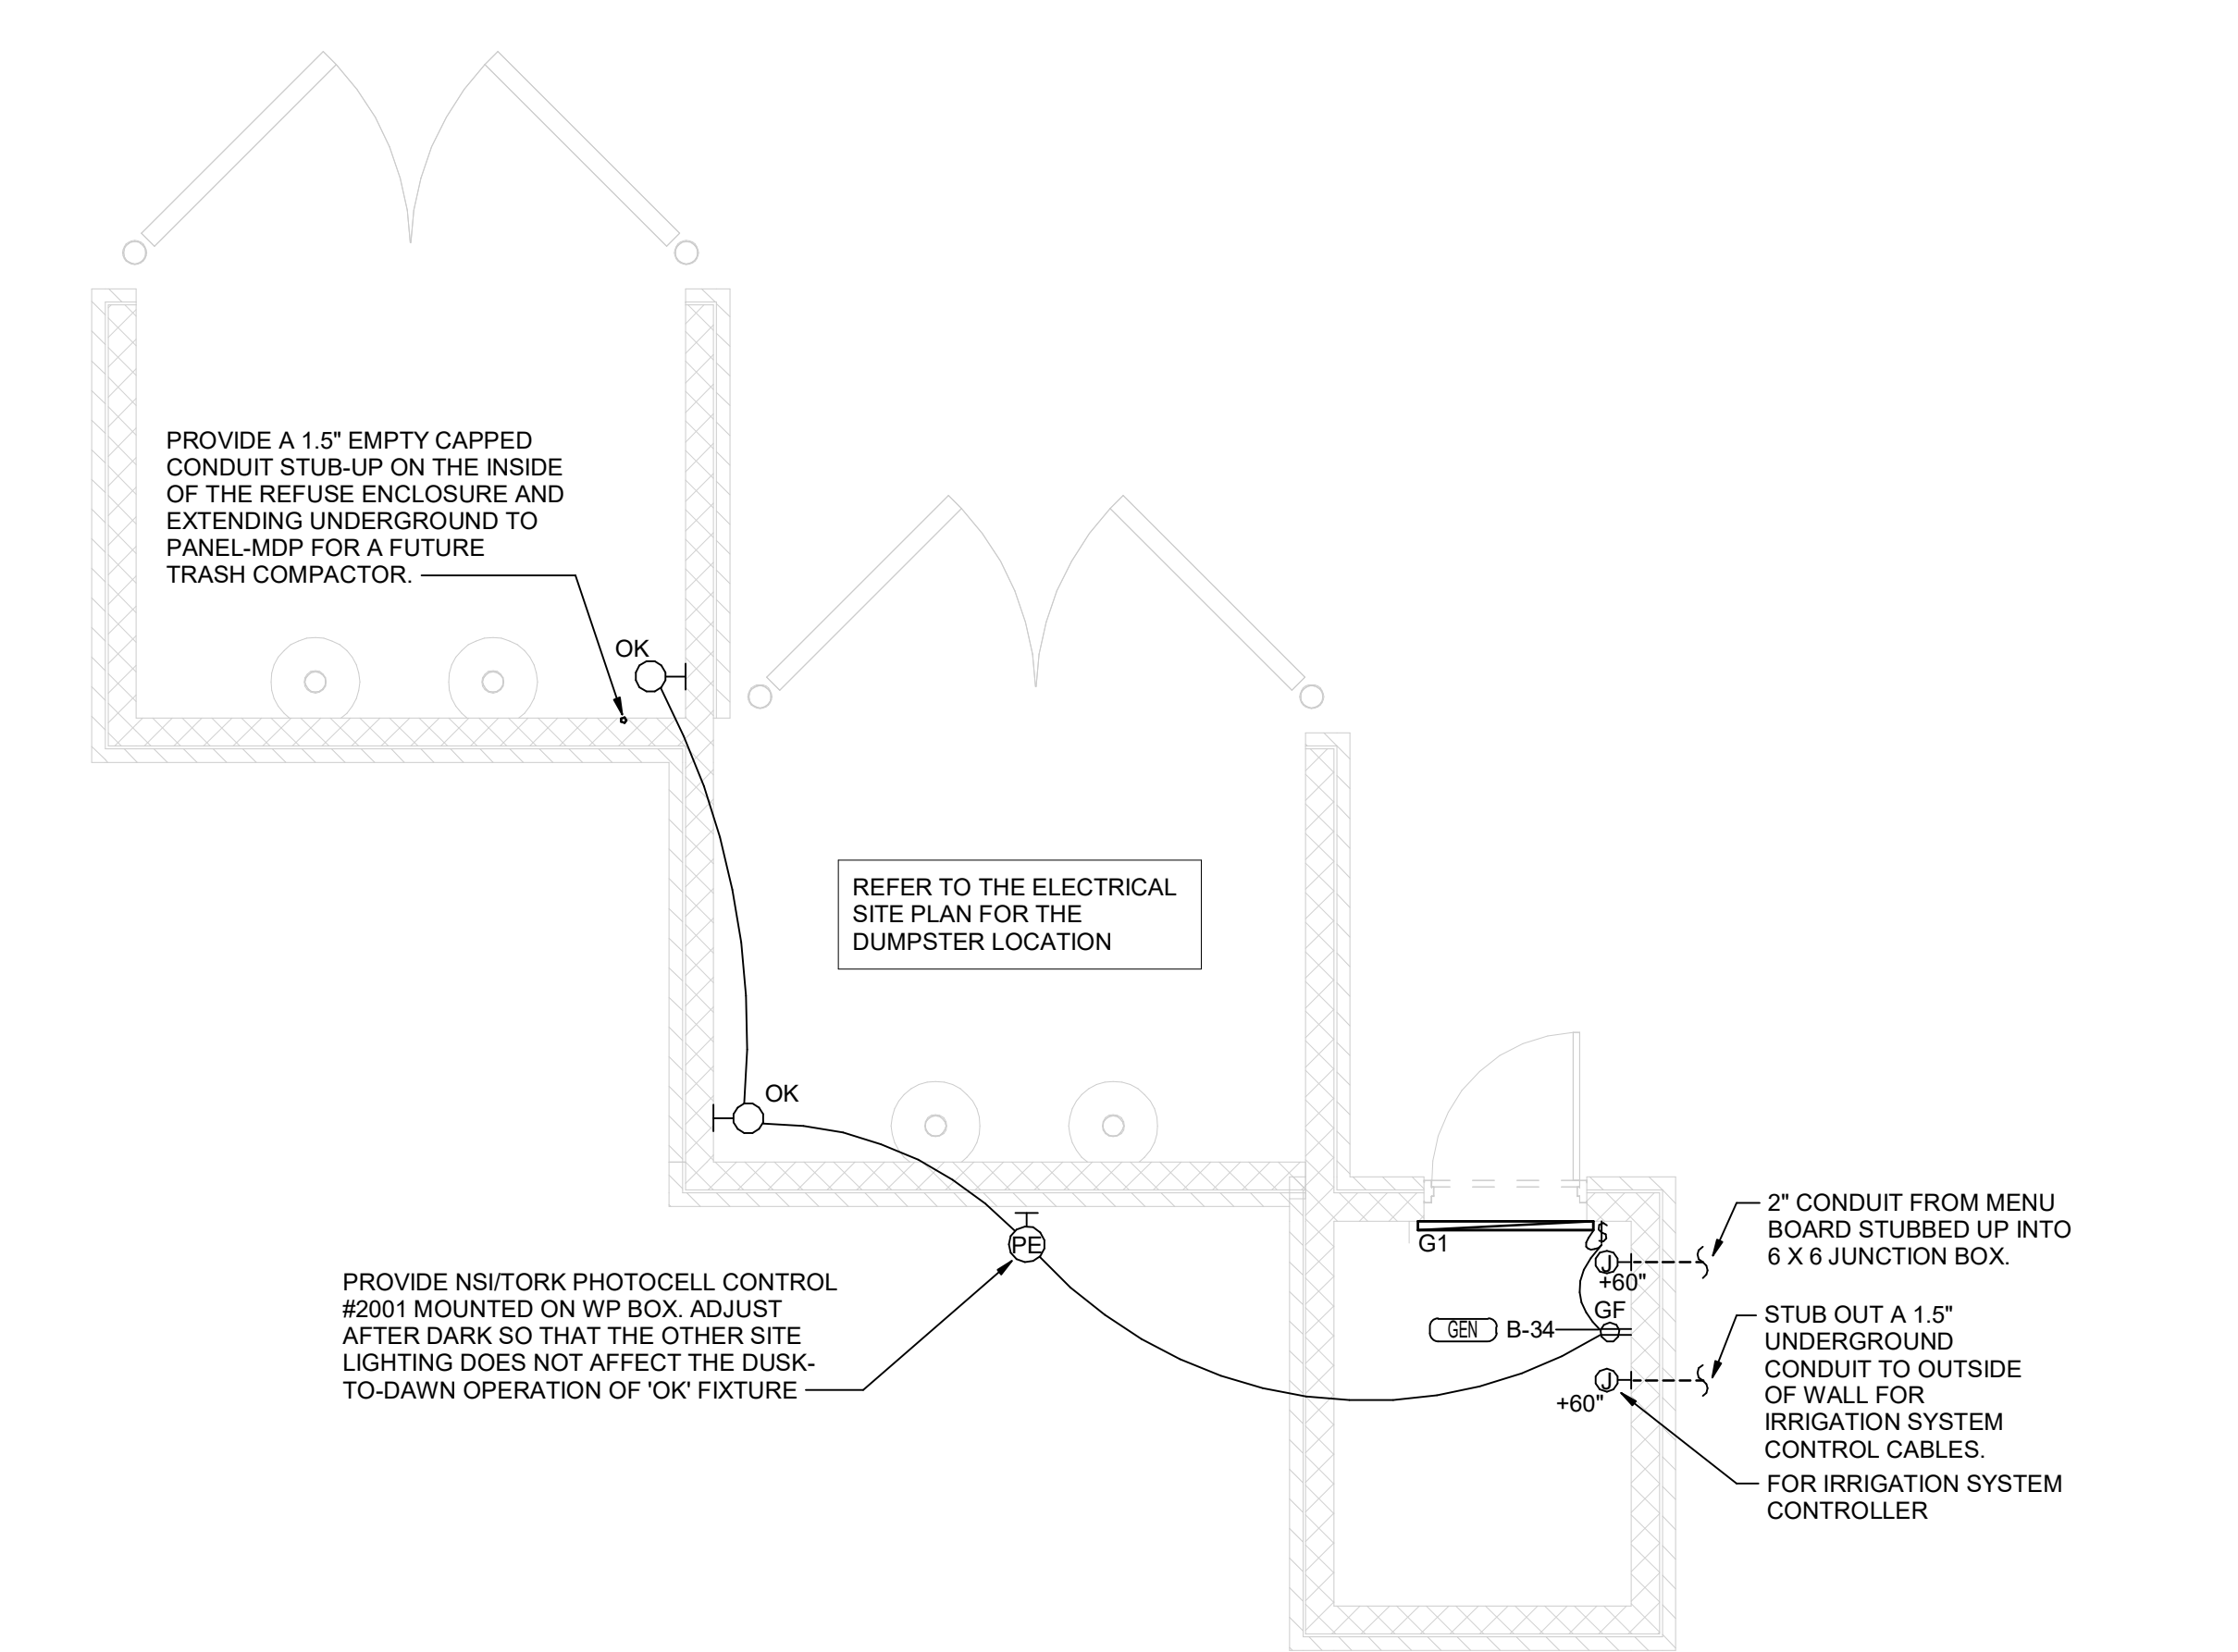 PROVIDE A 1.5" EMPTY CAPPED
CONDUIT STUB-UP ON THE INSIDE
OF THE REFUSE ENCLOSURE AND
EXTENDING UNDERGROUND TO
PANEL-MDP FOR A FUTURE
TRASH COMPACTOR.
OK
REFER TO THE ELECTRICAL
SITE PLAN FOR THE
DUMPSTER LOCATION
OK
PE
PROVIDE NSI/TORK PHOTOCELL CONTROL
#2001 MOUNTED ON WP BOX. ADJUST
AFTER DARK SO THAT THE OTHER SITE
LIGHTING DOES NOT AFFECT THE DUSK-
TO-DAWN OPERATION OF 'OK' FIXTURE
G1
$
J
+60"
GF
GEN B-34
J
+60"
2" CONDUIT FROM MENU
BOARD STUBBED UP INTO
6 X 6 JUNCTION BOX.
STUB OUT A 1.5"
UNDERGROUND
CONDUIT TO OUTSIDE
OF WALL FOR
IRRIGATION SYSTEM
CONTROL CABLES.
FOR IRRIGATION SYSTEM
CONTROLLER